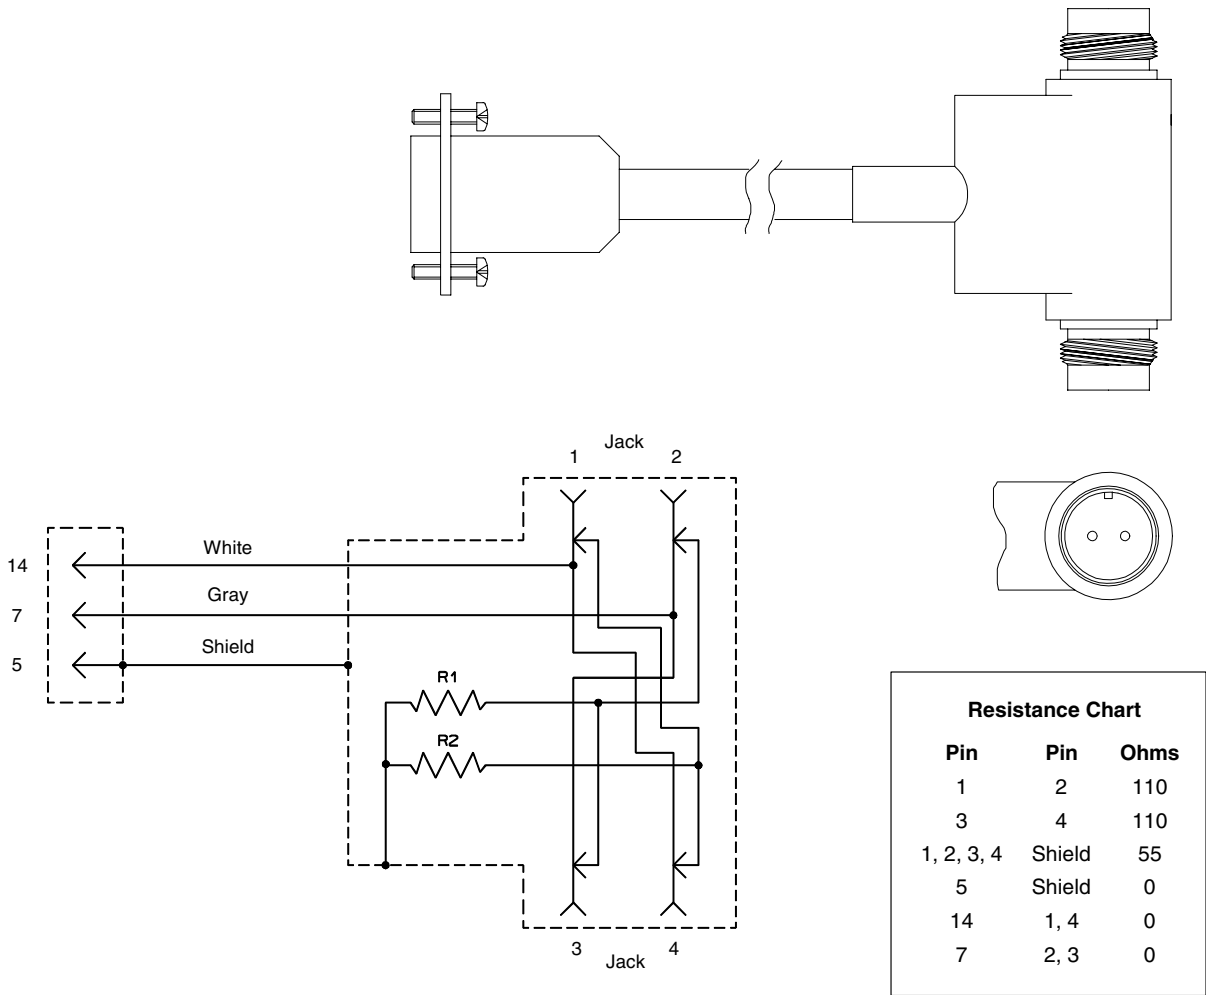 Jack
1 2
14 White
7 Gray
5 Shield
R1
R2
3 4
Jack
Resistance Chart
Pin Pin Ohms
1 2 110
3 4 110
1, 2, 3, 4 Shield 55
5 Shield 0
14 1, 4 0
7 2, 3 0